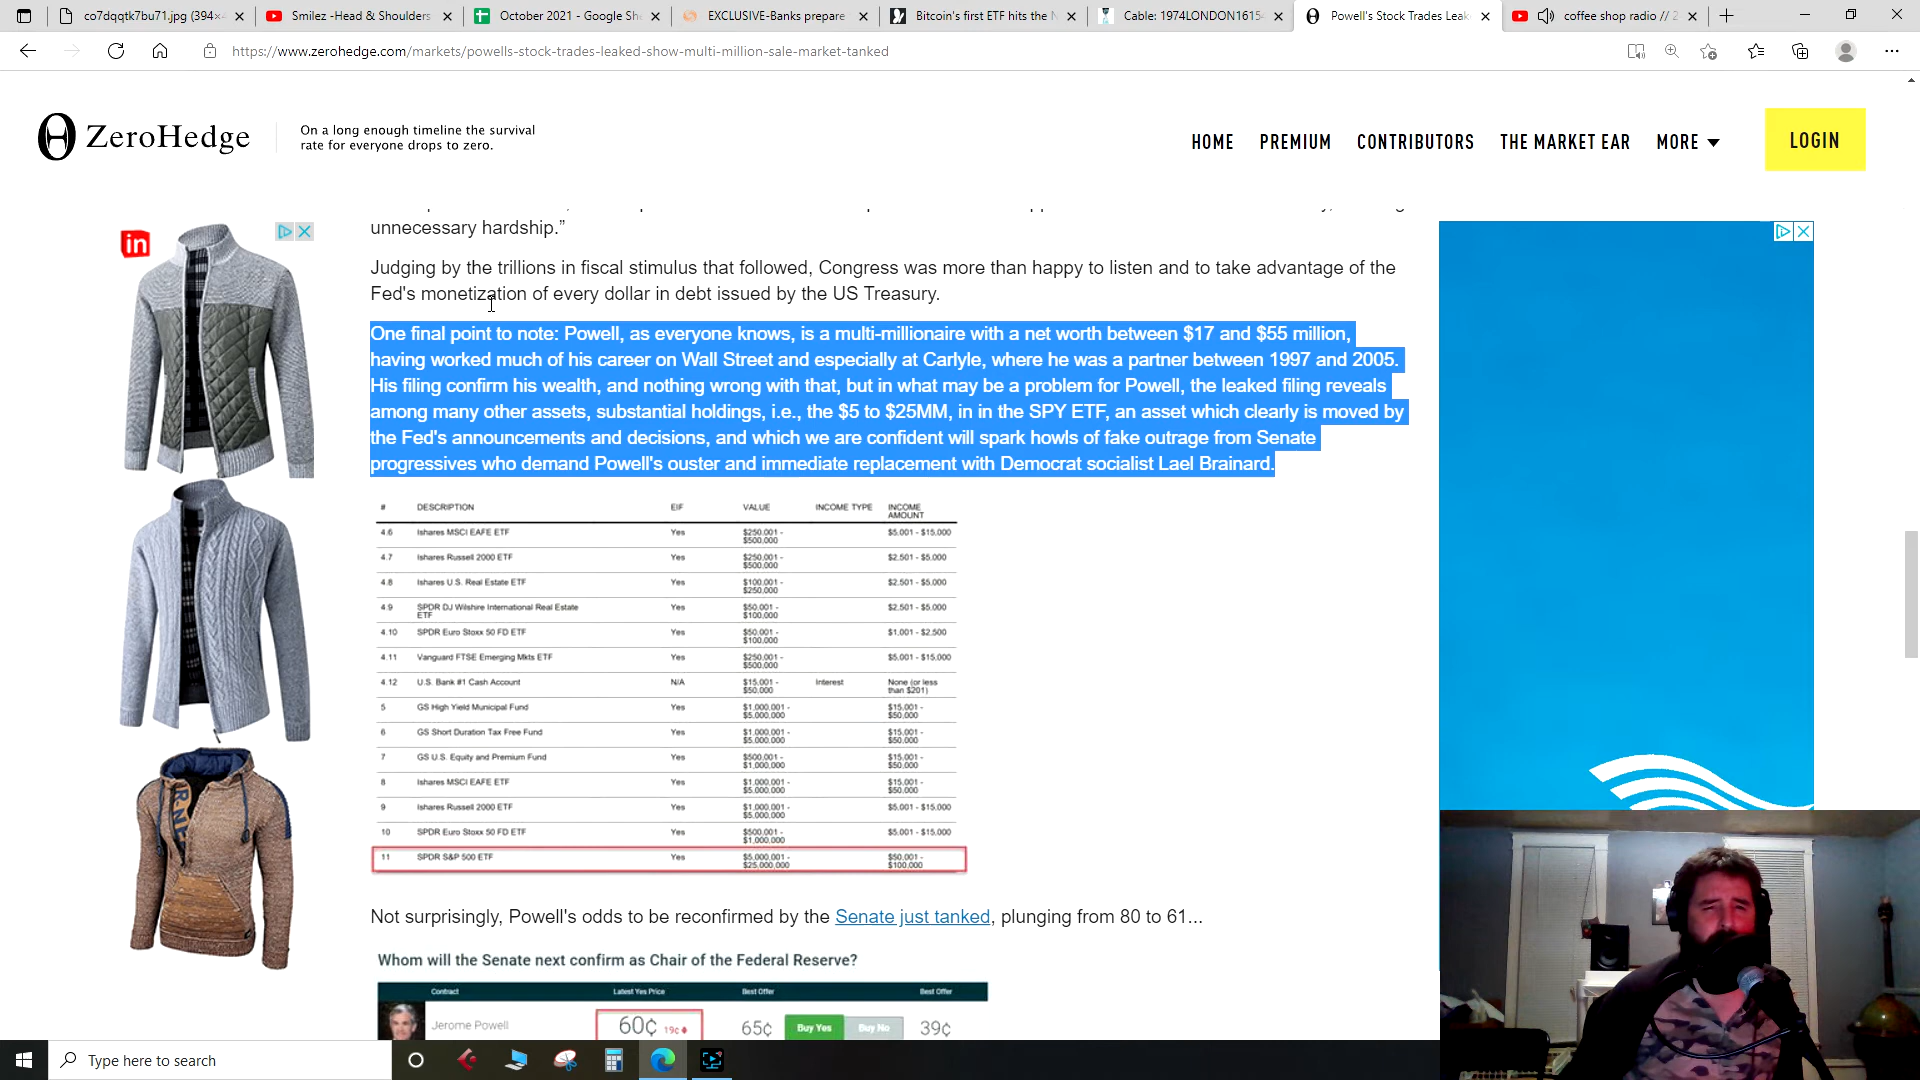 co7dqqtk7bu71.jpg (394×4
Smilez -Head & Shoulders
October 2021 - Google She
EXCLUSIVE-Banks prepare
Bitcoin's first ETF hits the N
Cable: 1974LONDON1615
Powell's Stock Trades Leak
coffee shop radio // 2
https://www.zerohedge.com/markets/powells-stock-trades-leaked-show-multi-million-sale-market-tanked
ZeroHedge
On a long enough timeline the survival
rate for everyone drops to zero.
HOME PREMIUM CONTRIBUTORS THE MARKET EAR MORE
LOGIN
unnecessary hardship.”
Judging by the trillions in fiscal stimulus that followed, Congress was more than happy to listen and to take advantage of the
Fed's monetization of every dollar in debt issued by the US Treasury.
One final point to note: Powell, as everyone knows, is a multi-millionaire with a net worth between $17 and $55 million,
having worked much of his career on Wall Street and especially at Carlyle, where he was a partner between 1997 and 2005.
His filing confirm his wealth, and nothing wrong with that, but in what may be a problem for Powell, the leaked filing reveals
among many other assets, substantial holdings, i.e., the $5 to $25MM, in in the SPY ETF, an asset which clearly is moved by
the Fed's announcements and decisions, and which we are confident will spark howls of fake outrage from Senate
progressives who demand Powell's ouster and immediate replacement with Democrat socialist Lael Brainard.
# DESCRIPTION EIF VALUE INCOME TYPE INCOME
AMOUNT
4.6 Ishares MSCI EAFE ETF Yes $250,001 - $5,001 - $15,000
$500,000
4.7 Ishares Russell 2000 ETF Yes $250,001 - $2,501 - $5,000
$500,000
4.8 Ishares U.S. Real Estate ETF Yes $100,001 - $2,501 - $5,000
$250,000
4.9 SPDR DJ Wilshire International Real Estate Yes $50,001 - $2,501 - $5,000
ETF $100,000
4.10 SPDR Euro Stoxx 50 FD ETF Yes $50,001 - $1,001 - $2,500
$100,000
4.11 Vanguard FTSE Emerging Mkts ETF Yes $250,001 - $5,001 - $15,000
$500,000
4.12 U.S. Bank #1 Cash Account N/A $15,001 - Interest None (or less
$50,000 than $201)
5 GS High Yield Municipal Fund Yes $1,000,001 - $15,001 -
$5,000,000 $50,000
6 GS Short Duration Tax Free Fund Yes $1,000,001 - $15,001 -
$5,000,000 $50,000
7 GS U.S. Equity and Premium Fund Yes $500,001 - $15,001 -
$1,000,000 $50,000
8 Ishares MSCI EAFE ETF Yes $1,000,001 - $15,001 -
$5,000,000 $50,000
9 Ishares Russell 2000 ETF Yes $1,000,001 - $5,001 - $15,000
$5,000,000
10 SPDR Euro Stoxx 50 FD ETF Yes $500,001 - $5,001 - $15,000
$1,000,000
11 SPDR S&P 500 ETF Yes $5,000,001 - $50,001 -
$25,000,000 $100,000
Not surprisingly, Powell's odds to be reconfirmed by the Senate just tanked, plunging from 80 to 61...
Whom will the Senate next confirm as Chair of the Federal Reserve?
Contract Latest Yes Price Best Offer Best Offer
Jerome Powell 60¢ 19¢ 65¢ Buy Yes Buy No 39¢
Type here to search